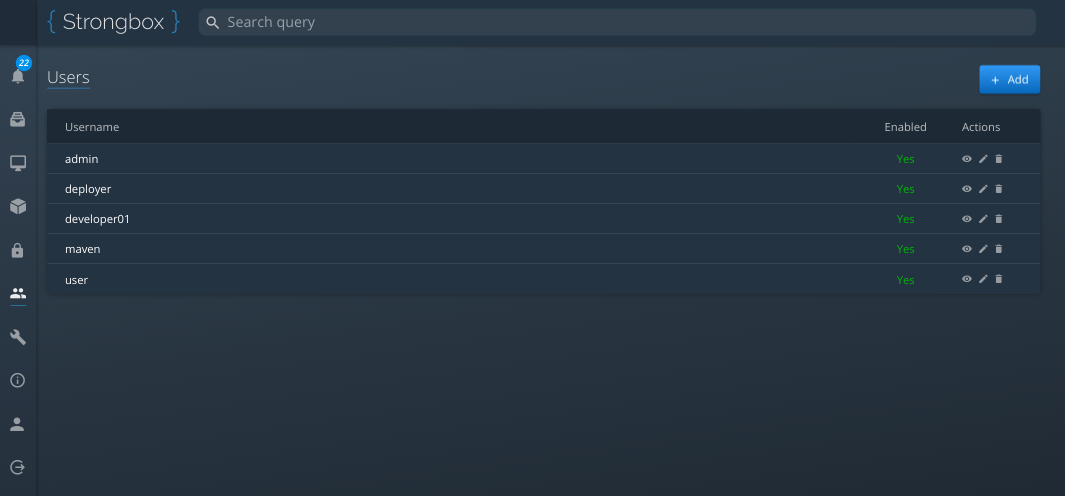 { Strongbox }
Search query
22
Users
+ Add
Username Enabled Actions
admin Yes
deployer Yes
developer01 Yes
maven Yes
user Yes